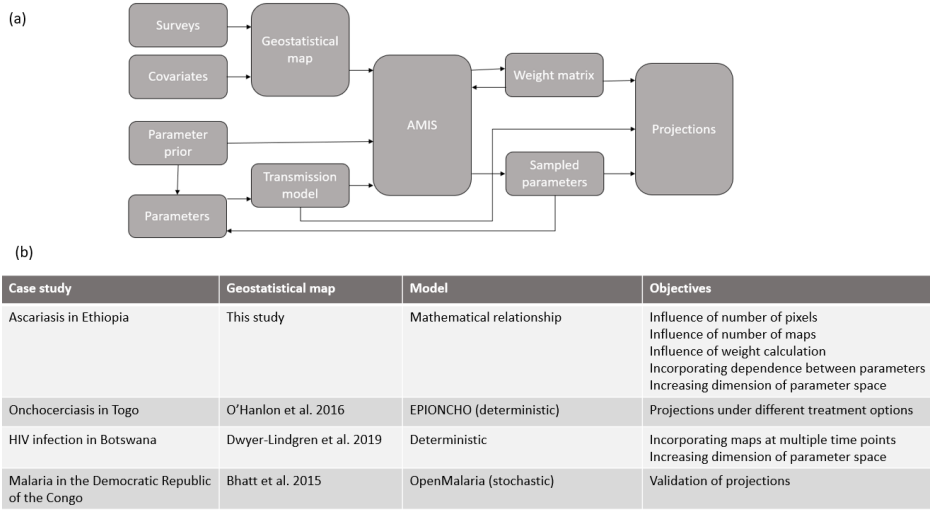 (a)
Surveys
Covariates
Geostatistical
map
Parameter
prior
Parameters
Transmission
model
AMIS
Weight matrix
Sampled
parameters
Projections
(b)
Case study
Geostatistical map
Model
Objectives
Ascariasis in Ethiopia
This study
Mathematical relationship
Influence of number of pixels
Influence of number of maps
Influence of weight calculation
Incorporating dependence between parameters
Increasing dimension of parameter space
Onchocerciasis in Togo
O’Hanlon et al. 2016
EPIONCHO (deterministic)
Projections under different treatment options
HIV infection in Botswana
Dwyer-Lindgren et al. 2019
Deterministic
Incorporating maps at multiple time points
Increasing dimension of parameter space
Malaria in the Democratic Republic
of the Congo
Bhatt et al. 2015
OpenMalaria (stochastic)
Validation of projections